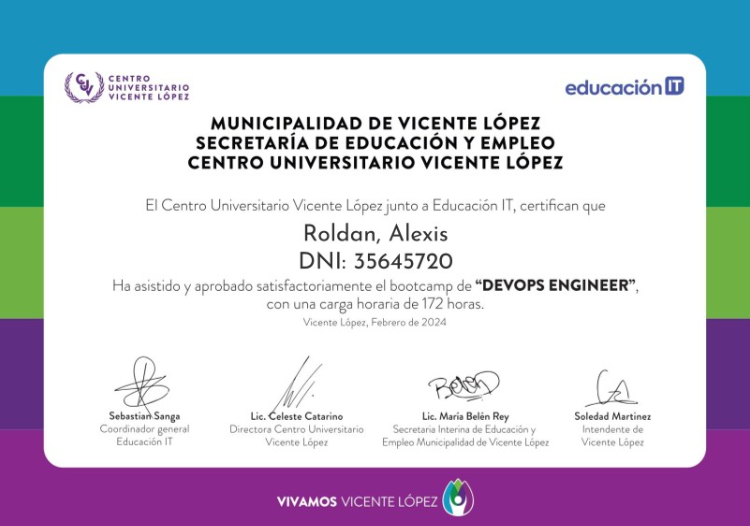 CUV
CENTRO
UNIVERSITARIO
VICENTE LÓPEZ
educación IT
MUNICIPALIDAD DE VICENTE LÓPEZ
SECRETARÍA DE EDUCACIÓN Y EMPLEO
CENTRO UNIVERSITARIO VICENTE LÓPEZ
El Centro Universitario Vicente López junto a Educación IT, certifican que
Roldan, Alexis
DNI: 35645720
Ha asistido y aprobado satisfactoriamente el bootcamp de “DEVOPS ENGINEER”,
con una carga horaria de 172 horas.
Vicente López, Febrero de 2024
Belen
Sebastian Sanga
Coordinador general
Educación IT
Lic. Celeste Catarino
Directora Centro Universitario
Vicente López
Lic. María Belén Rey
Secretaria Interina de Educación y
Empleo Municipalidad de Vicente López
Soledad Martinez
Intendente de
Vicente López
VIVAMOS VICENTE LÓPEZ